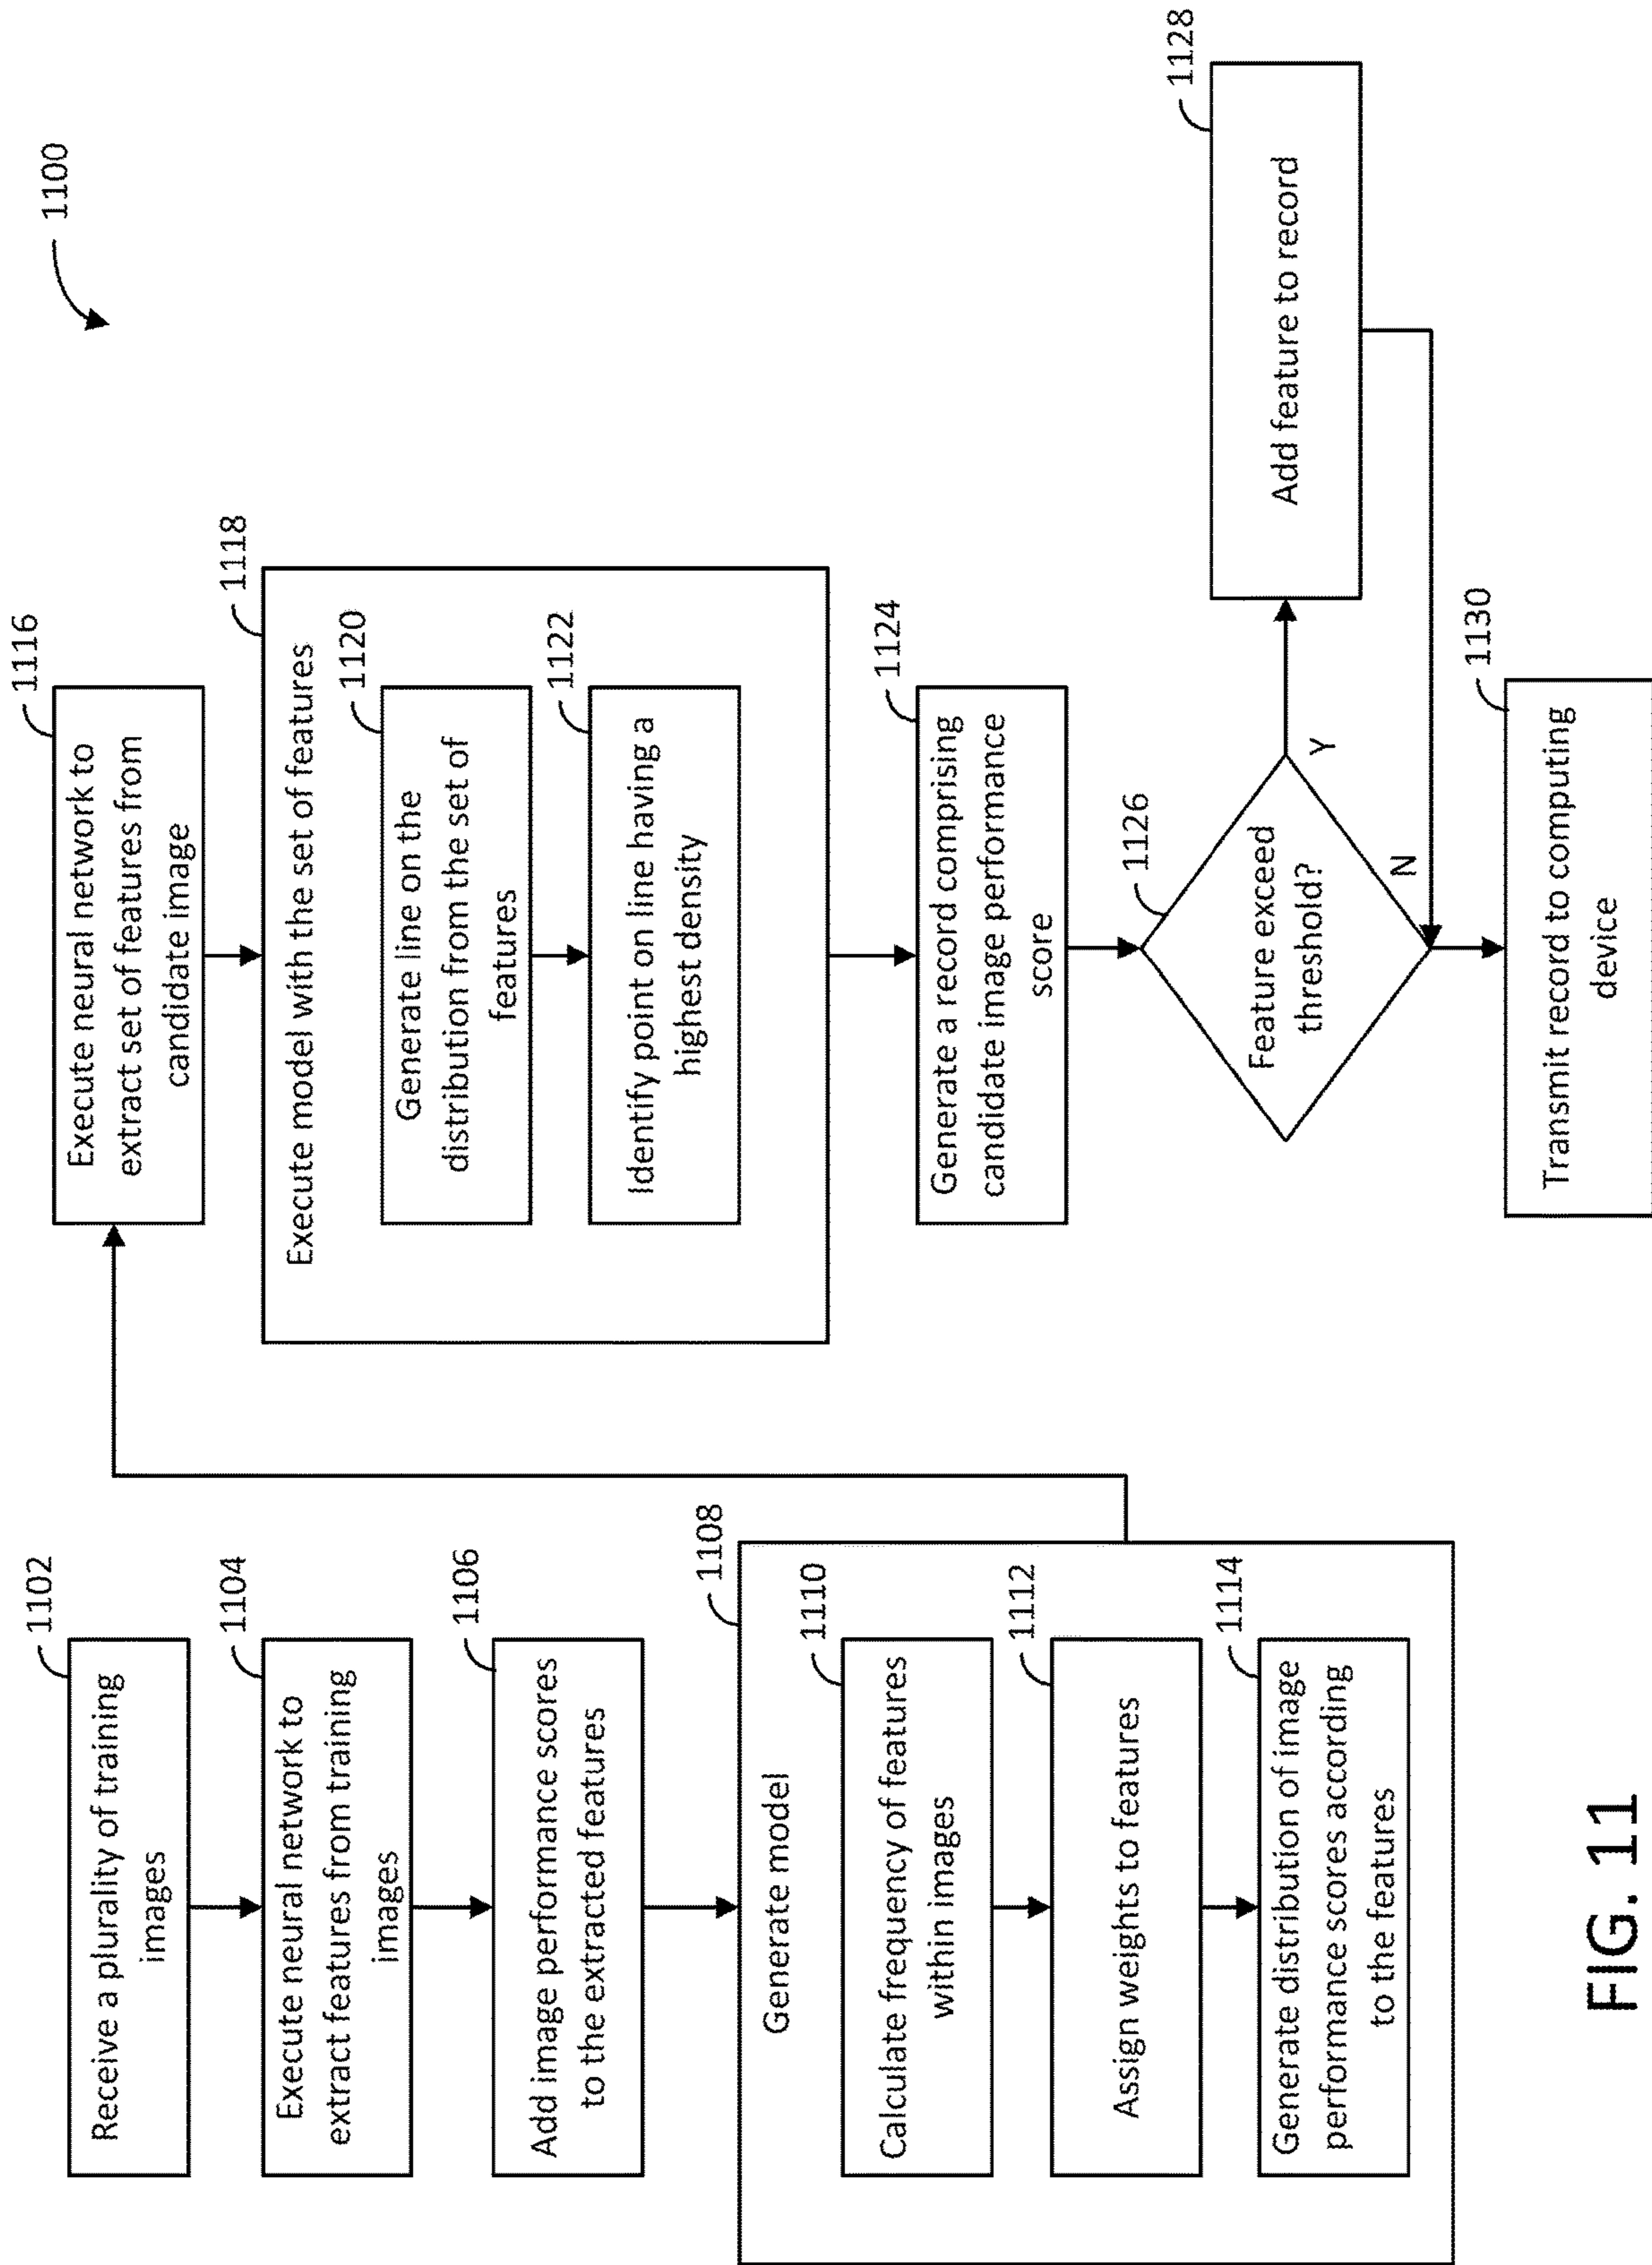 1100
1102
Receive a plurality of training
images
1104
Execute neural network to
extract features from training
images
1106
Add image performance scores
to the extracted features
1108
Generate model
1110
Calculate frequency of features
within images
1112
Assign weights to features
1114
Generate distribution of image
performance scores according
to the features
1116
Execute neural network to
extract set of features from
candidate image
1118
Execute model with the set of features
1120
Generate line on the
distribution from the set of
features
1122
Identify point on line having a
highest density
1124
Generate a record comprising
candidate image performance
score
1126
Feature exceed
threshold?
Y
N
1128
Add feature to record
1130
Transmit record to computing
device
FIG. 11